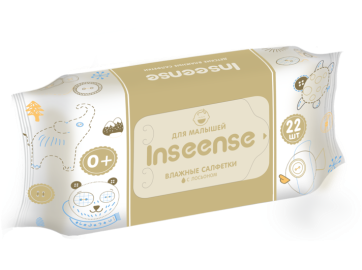 Inseense
ДЛЯ МАЛЫШЕЙ
Inseense
ВЛАЖНЫЕ САЛФЕТКИ
0+
22
ШТ